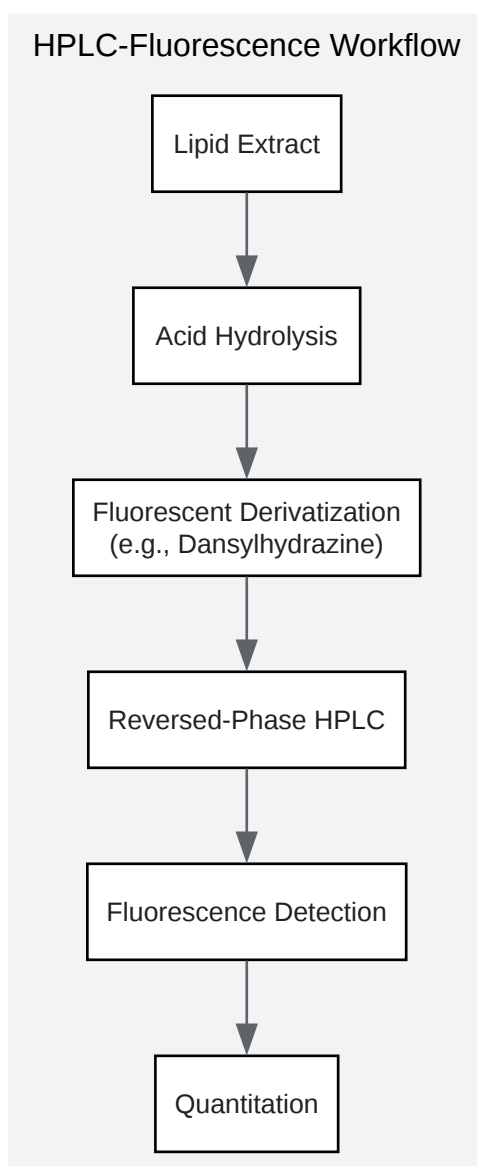 HPLC-Fluorescence Workflow
Lipid Extract
Acid Hydrolysis
Fluorescent Derivatization
(e.g., Dansylhydrazine)
Reversed-Phase HPLC
Fluorescence Detection
Quantitation